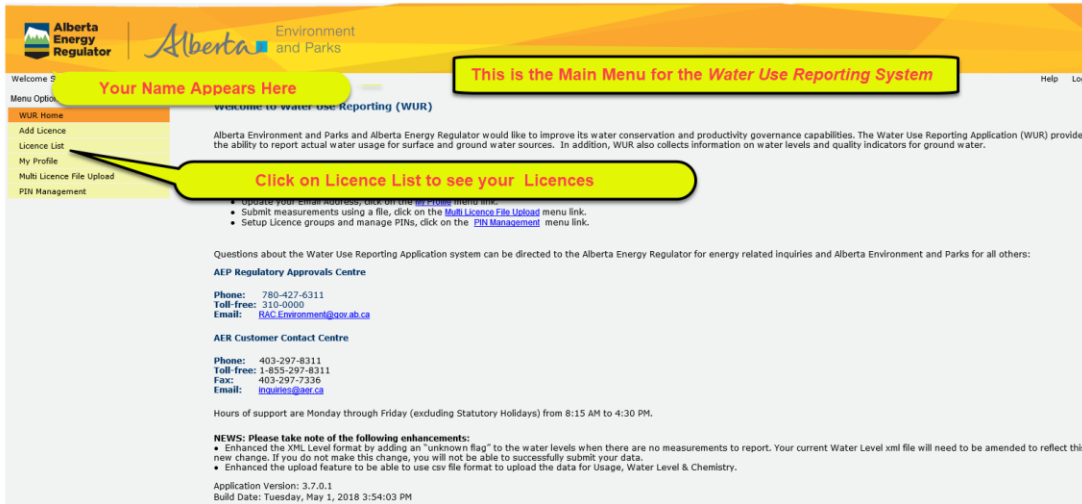 Alberta
Energy
Regulator
Alberta
Environment
and Parks
This is the Main Menu for the Water Use Reporting System
Welcome S
Your Name Appears Here
Help
Menu Optio
Welcome to Water Use Reporting (WUR)
WUR Home
Add Licence
Licence List
My Profile
Multi Licence File Upload
PIN Management
Alberta Environment and Parks and Alberta Energy Regulator would like to improve its water conservation and productivity governance capabilities. The Water Use Reporting Application (WUR) provide
the ability to report actual water usage for surface and ground water sources. In addition, WUR also collects information on water levels and quality indicators for ground water.
Click on Licence List to see your Licences
• Update your Email Address, click on the My Profile menu link.
• Submit measurements using a file, click on the Multi Licence File Upload menu link.
• Setup Licence groups and manage PINs, click on the PIN Management menu link.
Questions about the Water Use Reporting Application system can be directed to the Alberta Energy Regulator for energy related inquiries and Alberta Environment and Parks for all others:
AEP Regulatory Approvals Centre
Phone: 780-427-6311
Toll-free: 310-0000
Email: RAC.Environment@gov.ab.ca
AER Customer Contact Centre
Phone: 403-297-8311
Toll-free: 1-855-297-8311
Fax: 403-297-7336
Email: inquiries@aer.ca
Hours of support are Monday through Friday (excluding Statutory Holidays) from 8:15 AM to 4:30 PM.
NEWS: Please take note of the following enhancements:
• Enhanced the XML Level format by adding an "unknown flag" to the water levels when there are no measurements to report. Your current Water Level xml file will need to be amended to reflect this
new change. If you do not make this change, you will not be able to successfully submit your data.
• Enhanced the upload feature to be able to use csv file format to upload the data for Usage, Water Level & Chemistry.
Application Version: 3.7.0.1
Build Date: Tuesday, May 1, 2018 3:54:03 PM